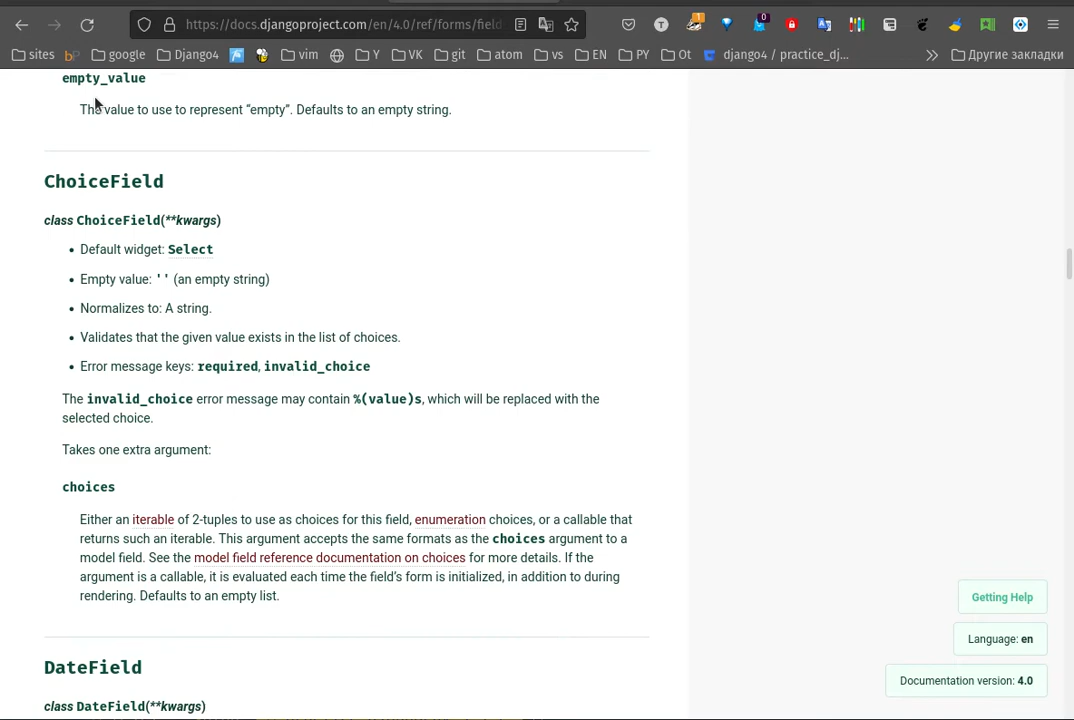 https://docs.djangoproject.com/en/4.0/ref/forms/field
T
0
sites
bp
google
Django4
vim
Y
VK
git
atom
vs
EN
PY
Ot
django4 / practice_dj...
Другие закладки
empty_value
The value to use to represent “empty”. Defaults to an empty string.
ChoiceField
class ChoiceField(**kwargs)
• Default widget: Select
• Empty value: '' (an empty string)
• Normalizes to: A string.
• Validates that the given value exists in the list of choices.
• Error message keys: required, invalid_choice
The invalid_choice error message may contain %(value)s, which will be replaced with the
selected choice.
Takes one extra argument:
choices
Either an iterable of 2-tuples to use as choices for this field, enumeration choices, or a callable that
returns such an iterable. This argument accepts the same formats as the choices argument to a
model field. See the model field reference documentation on choices for more details. If the
argument is a callable, it is evaluated each time the field’s form is initialized, in addition to during
rendering. Defaults to an empty list.
Getting Help
Language: en
Documentation version: 4.0
DateField
class DateField(**kwargs)